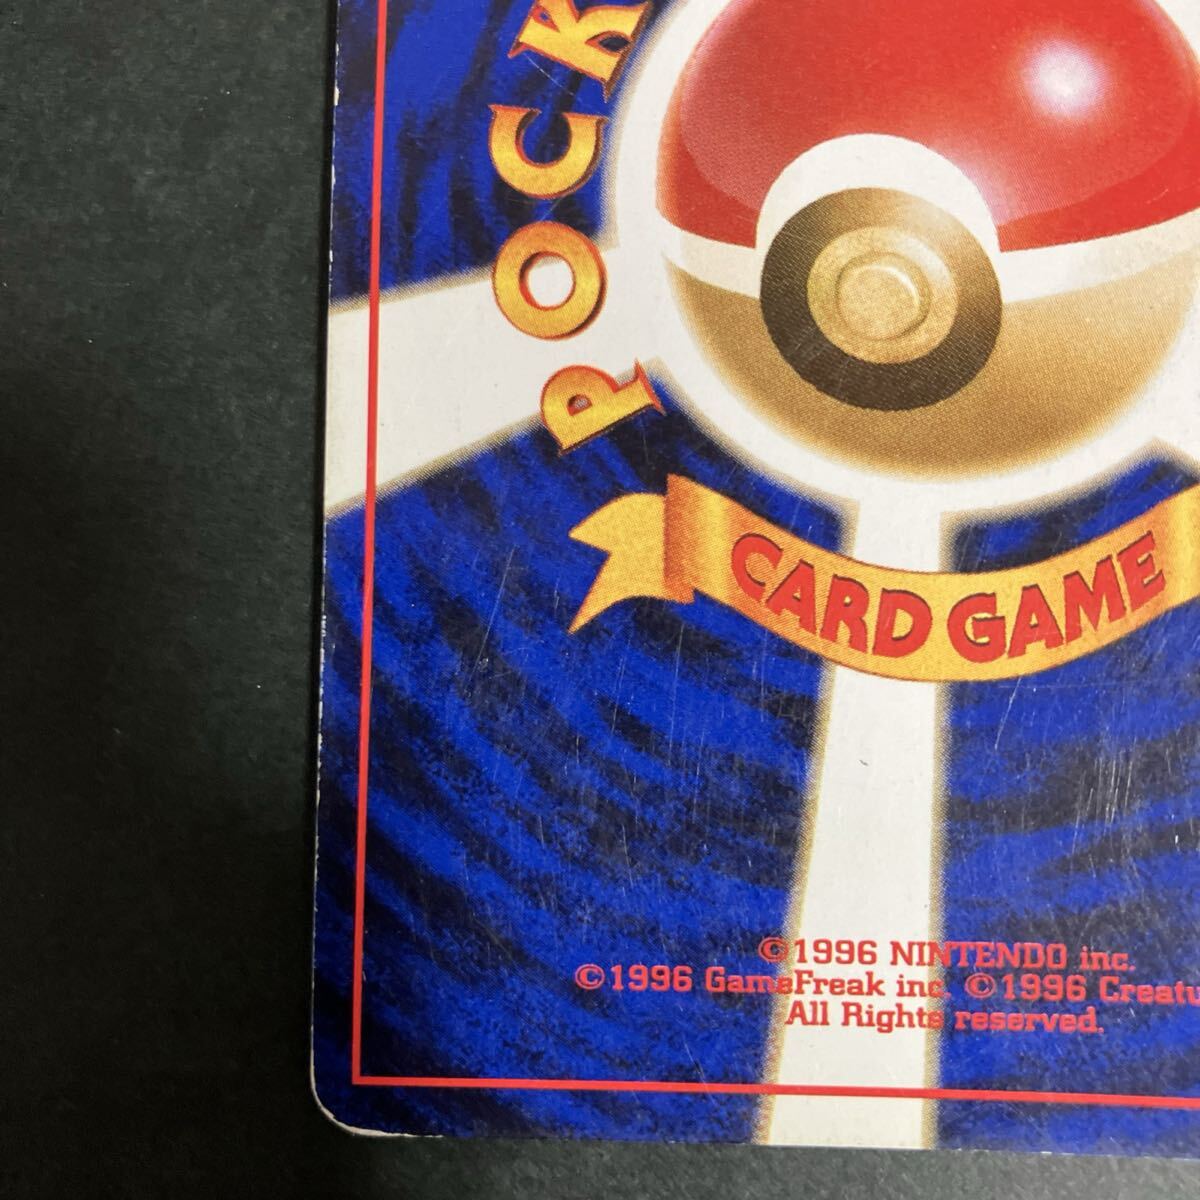 POCK
CARD GAME
©1996 NINTENDO inc.
©1996 GameFreak inc. ©1996 Creatu
All Rights reserved.